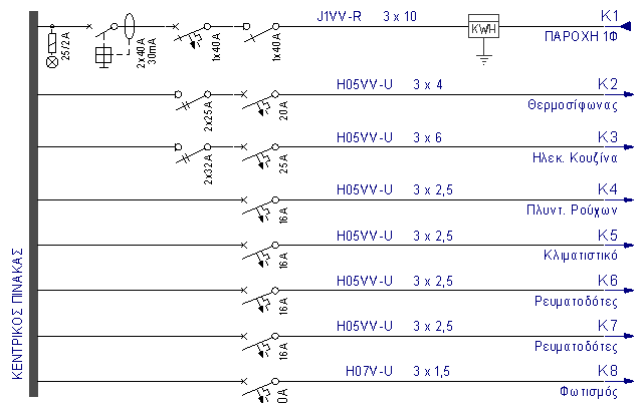 J1VV-R 3 x 10 K1
KWH
ΠΑΡΟΧΗ 1Φ
25/2A
2x40A
30mA
1x40A
1x40A
H05VV-U 3 x 4 K2
2x25A
20A
Θερμοσίφωνας
H05VV-U 3 x 6 K3
2x32A
25A
Ηλεκ. Κουζίνα
H05VV-U 3 x 2,5 K4
16A
Πλυντ. Ρούχων
H05VV-U 3 x 2,5 K5
16A
Κλιματιστικό
H05VV-U 3 x 2,5 K6
16A
Ρευματοδότες
H05VV-U 3 x 2,5 K7
16A
Ρευματοδότες
H07V-U 3 x 1,5 K8
Φωτισμός
ΚΕΝΤΡΙΚΟΣ ΠΙΝΑΚΑΣ